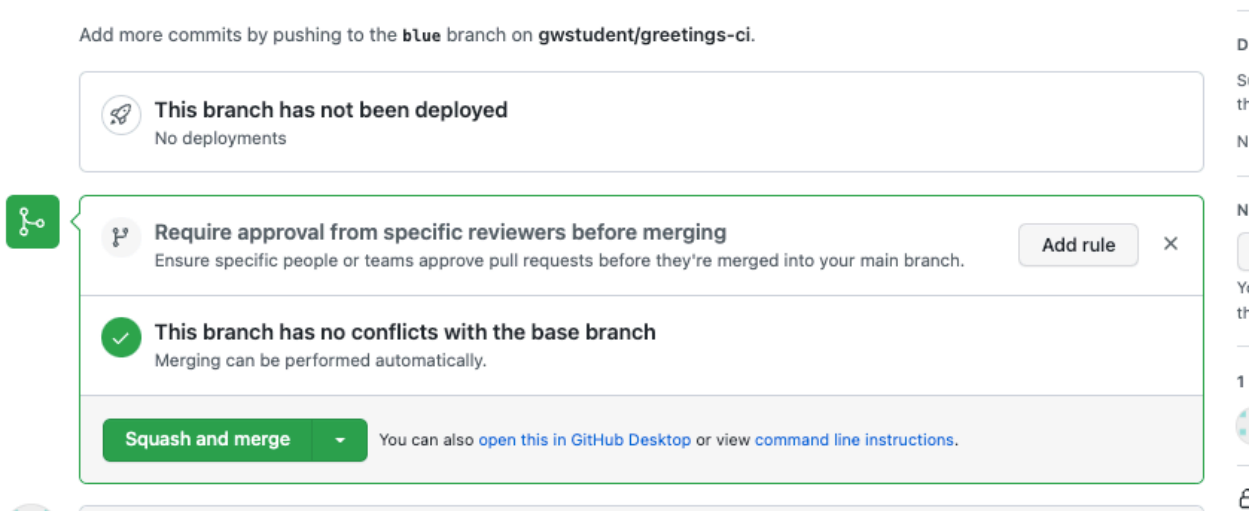 Add more commits by pushing to the blue branch on gwstudent/greetings-ci.
This branch has not been deployed
No deployments
Require approval from specific reviewers before merging
Ensure specific people or teams approve pull requests before they're merged into your main branch.
Add rule
This branch has no conflicts with the base branch
Merging can be performed automatically.
Squash and merge
You can also open this in GitHub Desktop or view command line instructions.
1